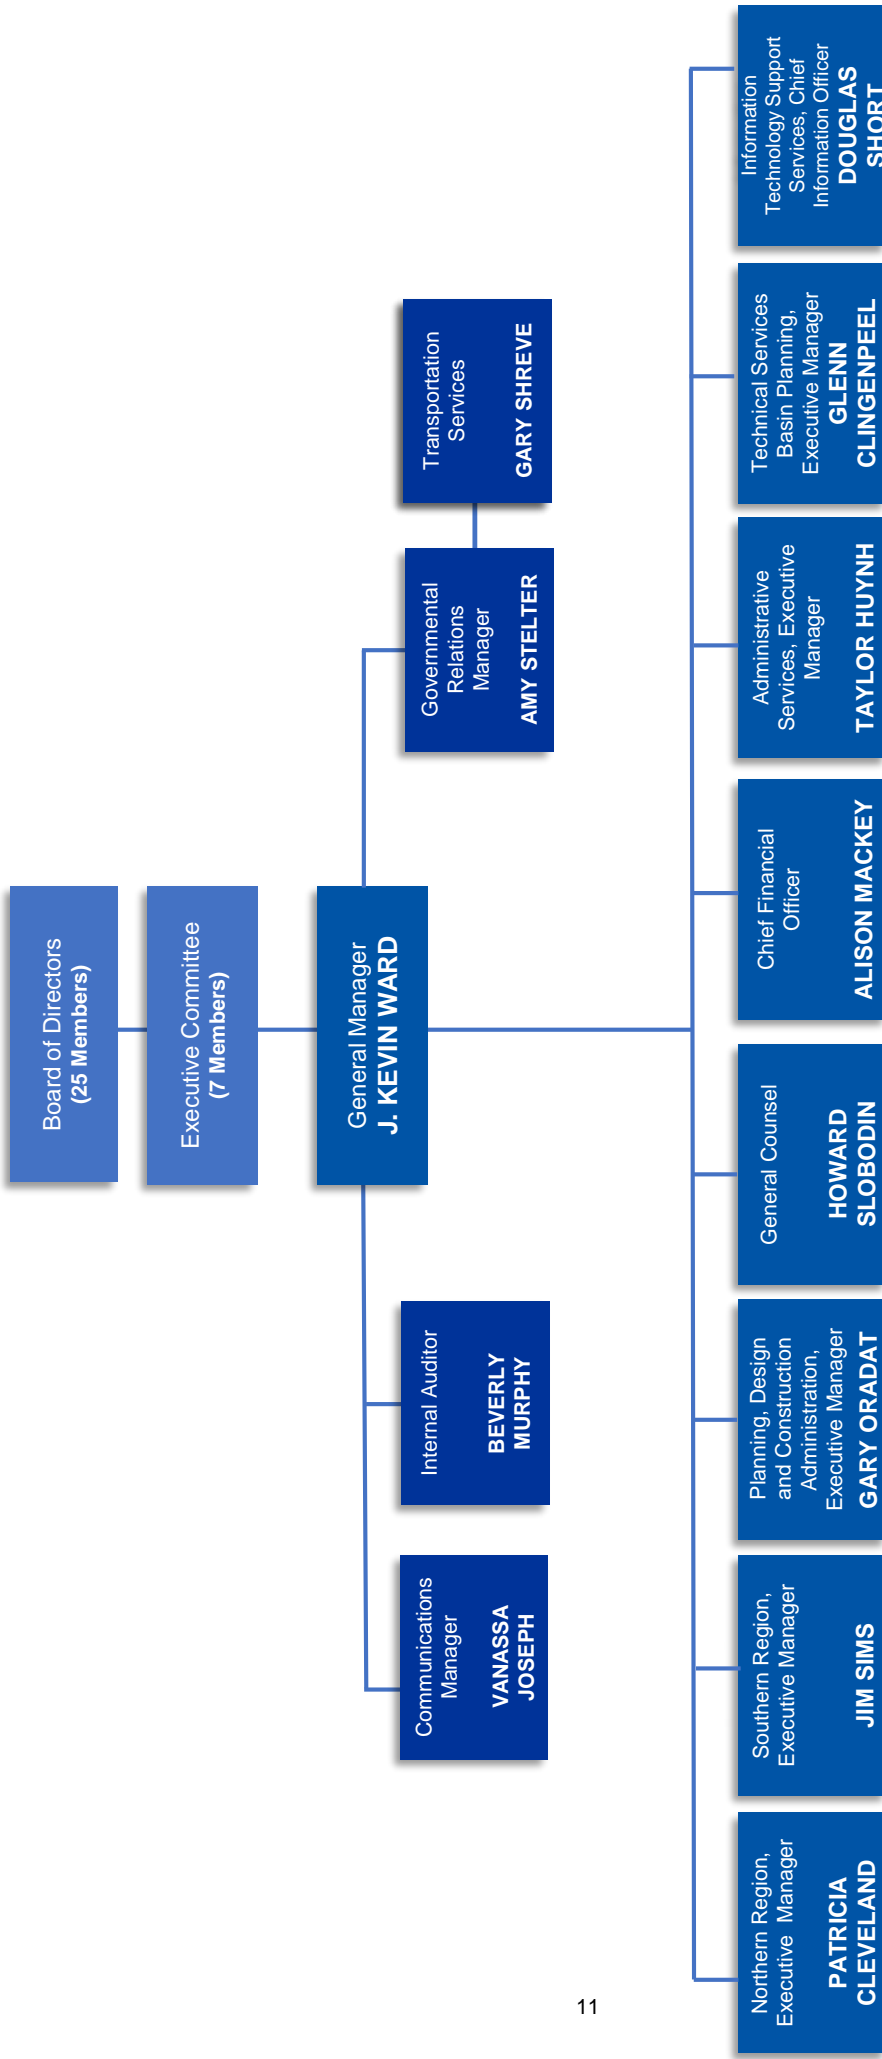 Board of Directors
(25 Members)
Executive Committee
(7 Members)
General Manager
J. KEVIN WARD
Communications
Manager
VANASSA
JOSEPH
Internal Auditor
BEVERLY
MURPHY
Governmental
Relations
Manager
AMY STELTER
Transportation
Services
GARY SHREVE
Northern Region,
Executive Manager
PATRICIA
CLEVELAND
Southern Region,
Executive Manager
JIM SIMS
Planning, Design
and Construction
Administration,
Executive Manager
GARY ORADAT
General Counsel
HOWARD
SLOBODIN
Chief Financial
Officer
ALISON MACKEY
Administrative
Services, Executive
Manager
TAYLOR HUYNH
Technical Services
Basin Planning,
Executive Manager
GLENN
CLINGENPEEL
Information
Technology Support
Services, Chief
Information Officer
DOUGLAS
SHORT
11